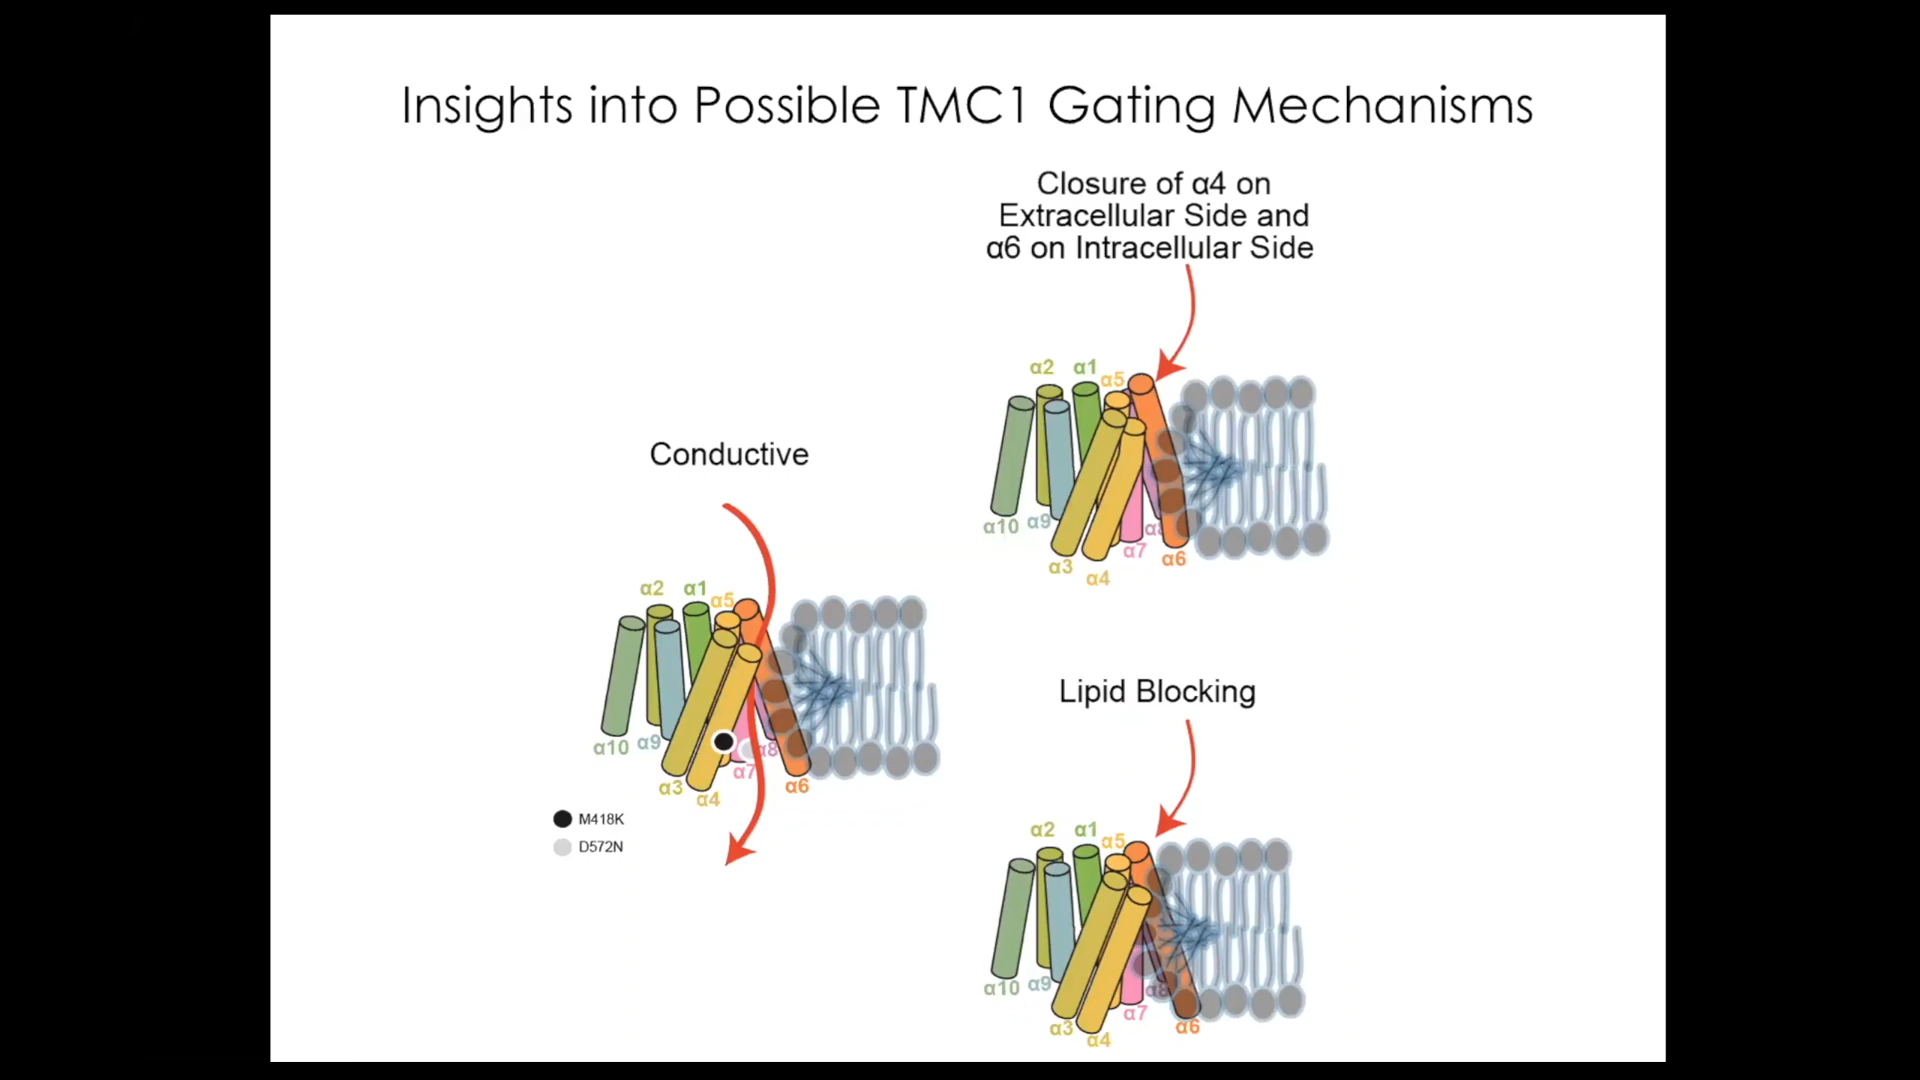 Insights into Possible TMC1 Gating Mechanisms
Closure of α4 on
Extracellular Side and
α6 on Intracellular Side
α2 α1 α5
α10 α9 α3 α4 α7 α8 α6
Conductive
α2 α1 α5
α10 α9 α3 α4 α7 α8 α6
M418K
D572N
Lipid Blocking
α2 α1 α5
α10 α9 α3 α4 α7 α8 α6